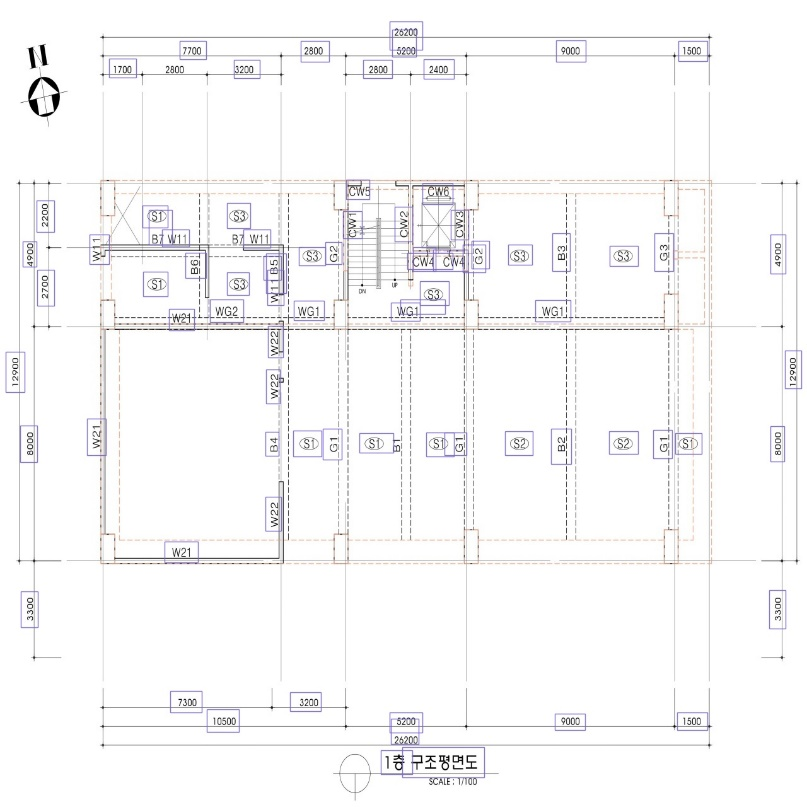 26200
7700 2800 5200 9000 1500
1700 2800 3200 2800 2400
N
CW5 CW6
2200 S1 S3 CW1 CW2 CW3
W11 B7 W11 B7 W11
4900 S3 G2 G2 S3 B3 S3 G3 4900
B6 B5 CW4 CW4
2700 S1 S3 W11 DN UP S3
W21 WG2 WG1 WG1 WG1
W22
12900 12900
W22
8000 W21 B4 S1 G1 S1 B1 S1 G1 S2 B2 S2 G1 S1 8000
W22
W21
3300 3300
7300 3200
10500 5200 9000 1500
26200
1층 구조평면도
SCALE : 1/100